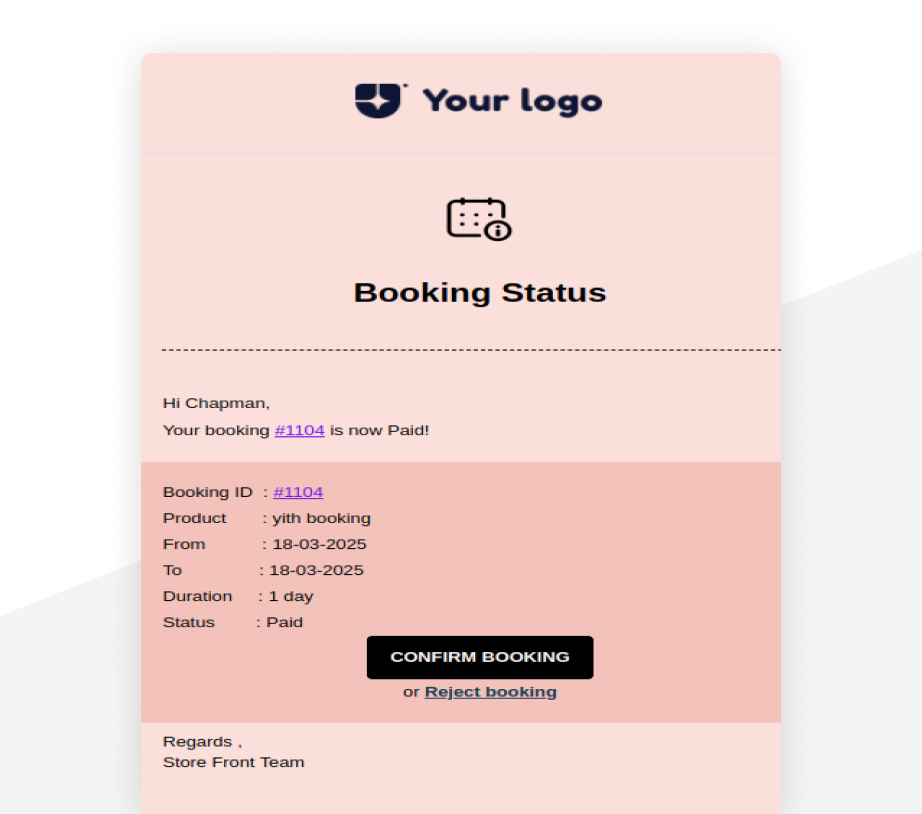 Your logo
Booking Status
Hi Chapman,
Your booking #1104 is now Paid!
Booking ID : #1104
Product : yith booking
From : 18-03-2025
To : 18-03-2025
Duration : 1 day
Status : Paid
CONFIRM BOOKING
or Reject booking
Regards ,
Store Front Team